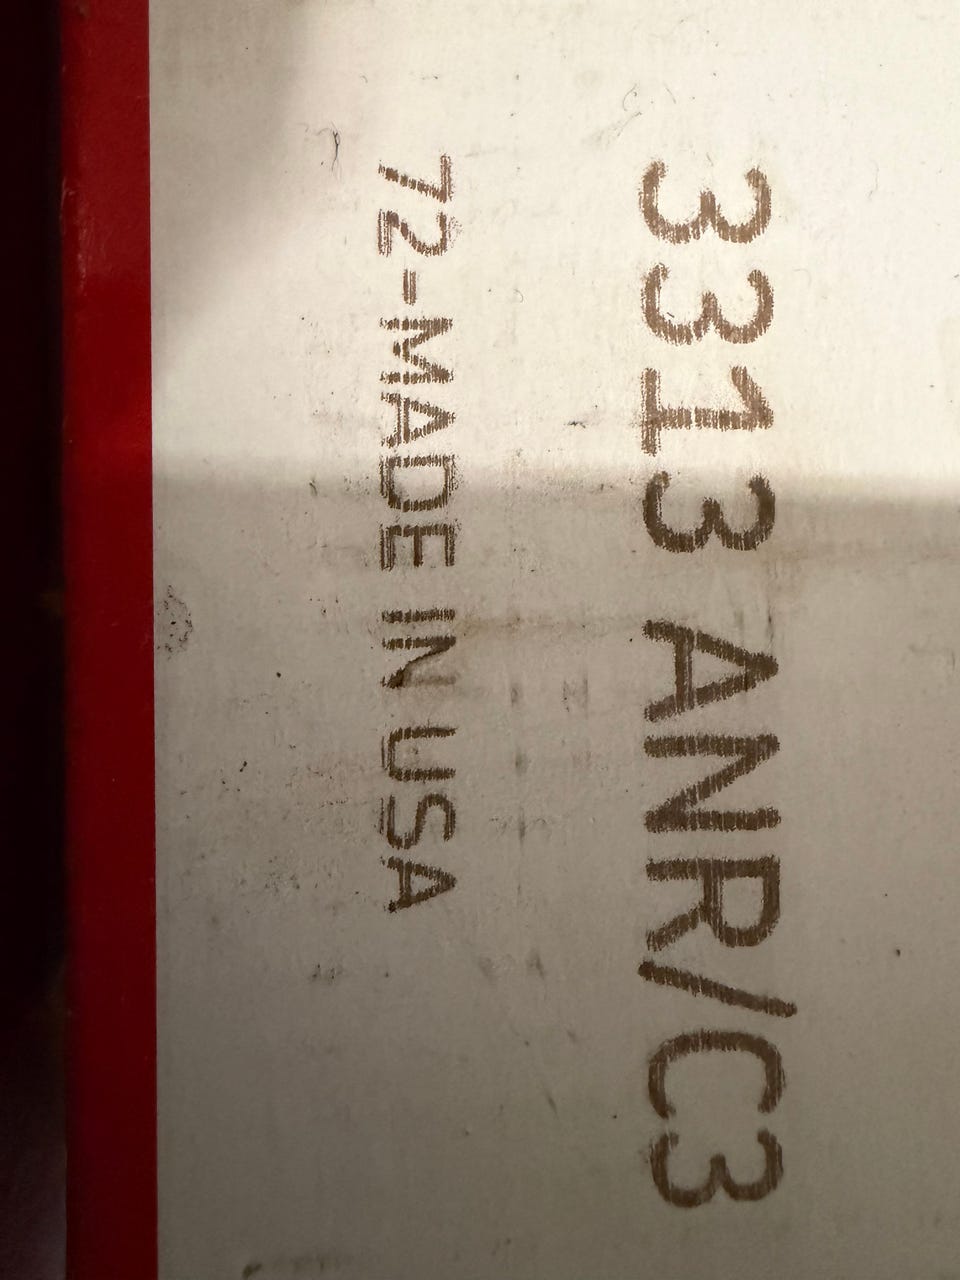 3313 ANR/C3
72-MADE IN USA